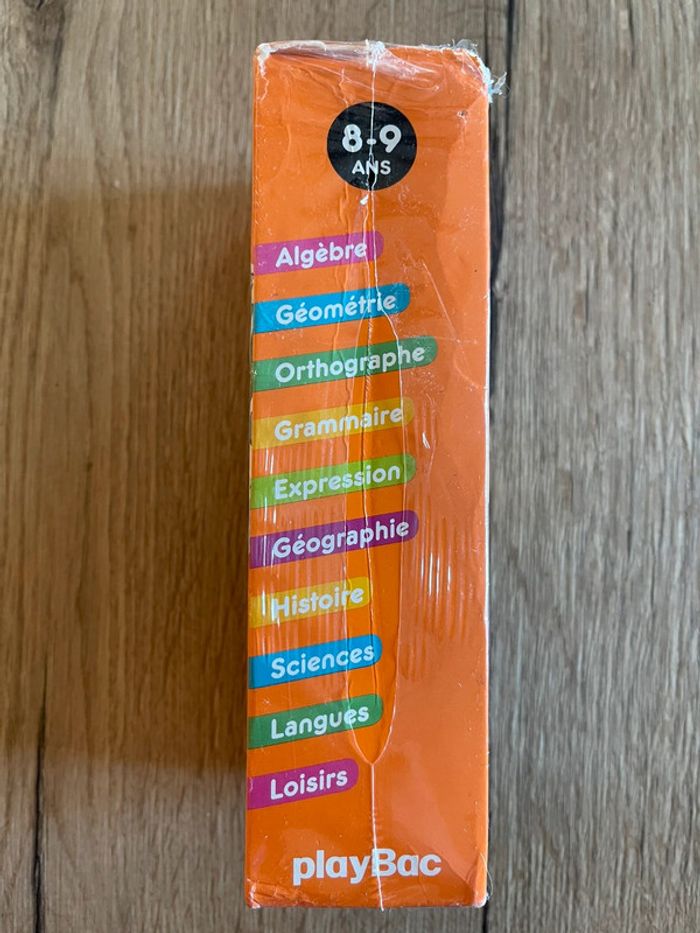 8-9
ANS
Algèbre
Géométrie
Orthographe
Grammaire
Expression
Géographie
Histoire
Sciences
Langues
Loisirs
playBac